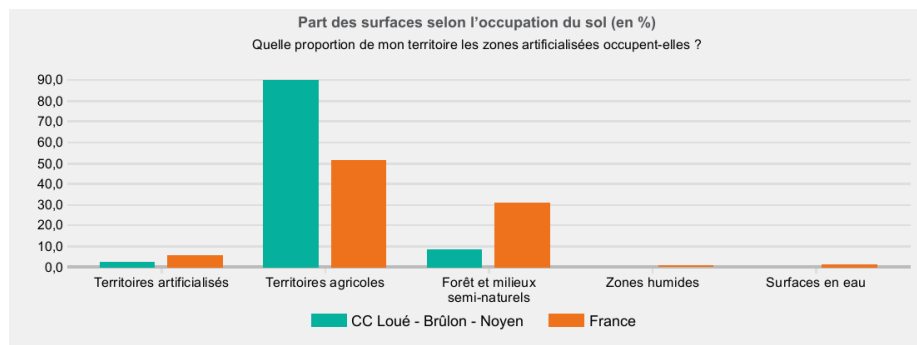 Part des surfaces selon l’occupation du sol (en %)
Quelle proportion de mon territoire les zones artificialisées occupent-elles ?
90,0
80,0
70,0
60,0
50,0
40,0
30,0
20,0
10,0
0,0
Territoires artificialisés
Territoires agricoles
Forêt et milieux
semi-naturels
Zones humides
Surfaces en eau
CC Loué - Brûlon - Noyen
France